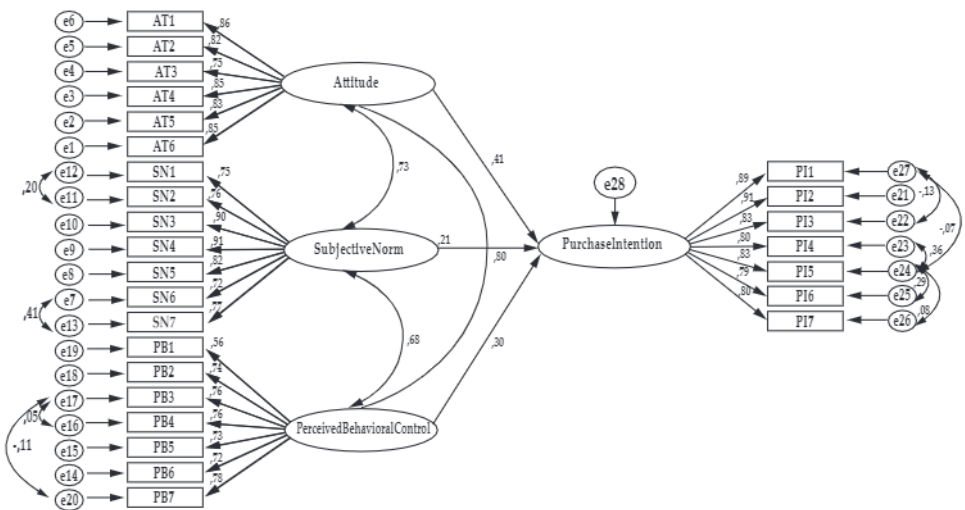 e6 AT1 ,86
e5 AT2 ,82
e4 AT3 ,75
e3 AT4 ,85
e2 AT5 ,83
e1 AT6 ,85
Attitude
e12 SN1 ,75
,20
e11 SN2 ,76
e10 SN3 ,90
e9 SN4 ,91
e8 SN5 ,82
e7 SN6 ,72
,41
e13 SN7 ,77
SubjectiveNorm
e19 PB1 ,56
e18 PB2 ,74
e17 PB3 ,76
,05
e16 PB4 ,76
-,11
e15 PB5 ,73
e14 PB6 ,72
e20 PB7 ,78
PerceivedBehavioralControl
,73
,80
,68
,41
,21
,30
e28
PurchaseIntention
,89 PI1 e27
,91 PI2 e21
-,13
,83 PI3 e22
-,07
,80 PI4 e23
,36
,83 PI5 e24
,29
,79 PI6 e25
,08
,80 PI7 e26